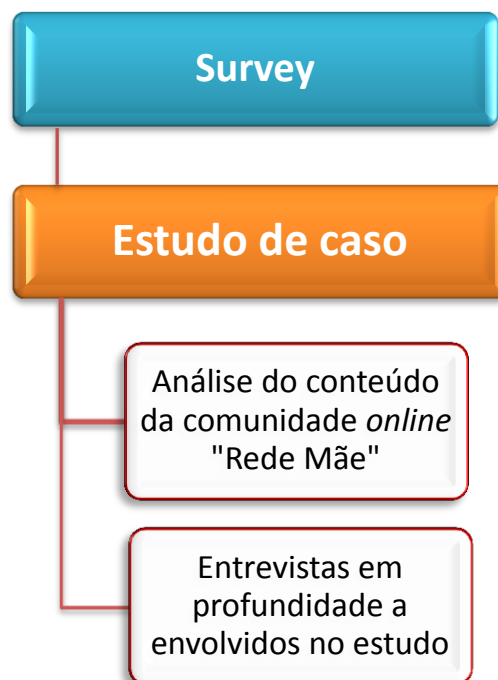 Survey
Estudo de caso
Análise do conteúdo
da comunidade online
"Rede Mãe"
Entrevistas em
profundidade a
envolvidos no estudo